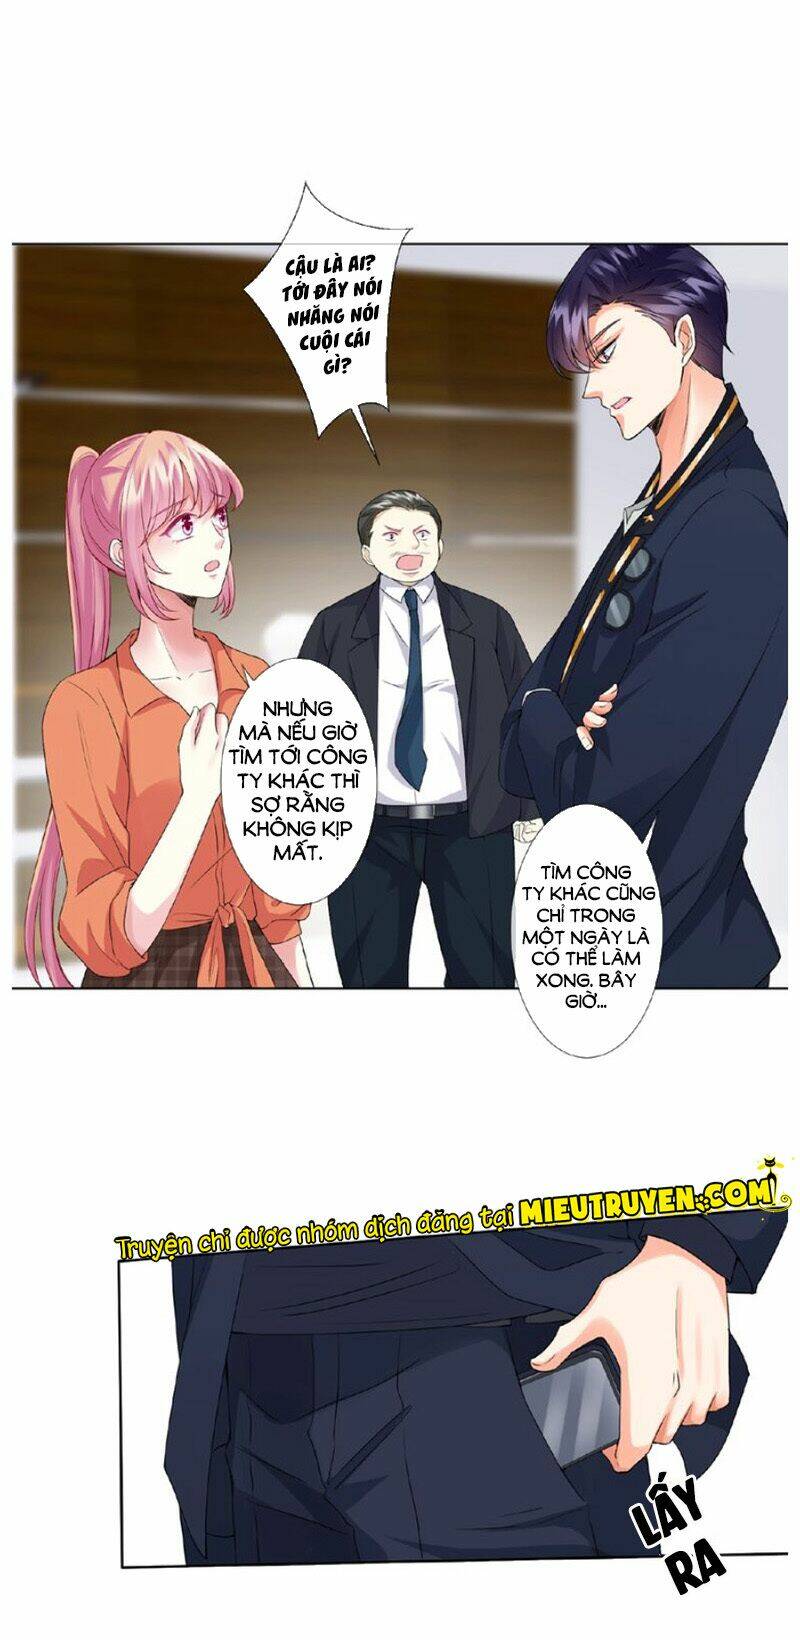 CẬU LÀ AI?
TỚI ĐÂY NÓI
NHĂNG NÓI
CUỘI CÁI
GÌ?
NHƯNG
MÀ NẾU GIỜ
TÌM TỚI CÔNG
TY KHÁC THÌ
SỢ RẰNG
KHÔNG KỊP
MẤT.
TÌM CÔNG
TY KHÁC CŨNG
CHỈ TRONG
MỘT NGÀY LÀ
CÓ THỂ LÀM
XONG. BÂY
GIỜ...
Truyện chỉ được nhóm dịch đăng tại MIEUTRUYEN.COM
LẤY
RA